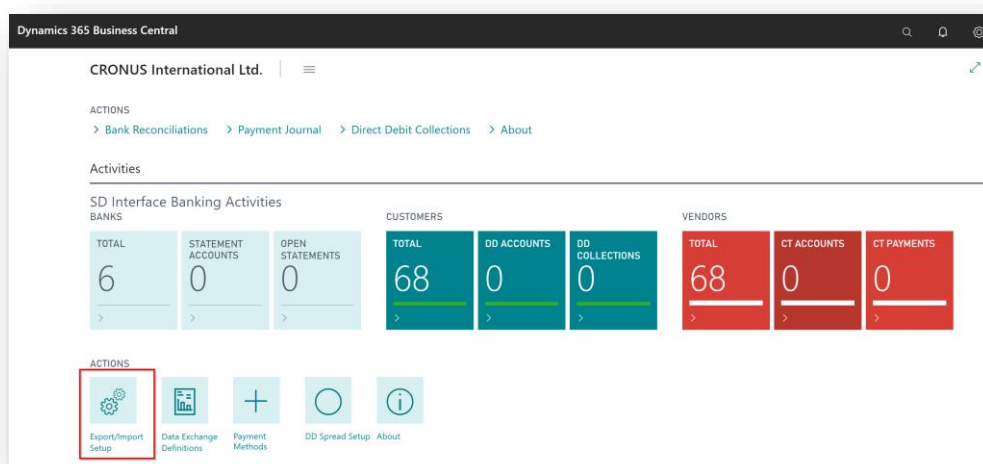 Dynamics 365 Business Central
CRONUS International Ltd.
ACTIONS
> Bank Reconciliations > Payment Journal > Direct Debit Collections > About
Activities
SD Interface Banking Activities
BANKS
CUSTOMERS
VENDORS
TOTAL
6
STATEMENT
ACCOUNTS
0
OPEN
STATEMENTS
0
TOTAL
68
DD ACCOUNTS
0
DD
COLLECTIONS
0
TOTAL
68
CT ACCOUNTS
0
CT PAYMENTS
0
ACTIONS
Export/Import
Setup
Data Exchange
Definitions
Payment
Methods
DD Spread Setup
About